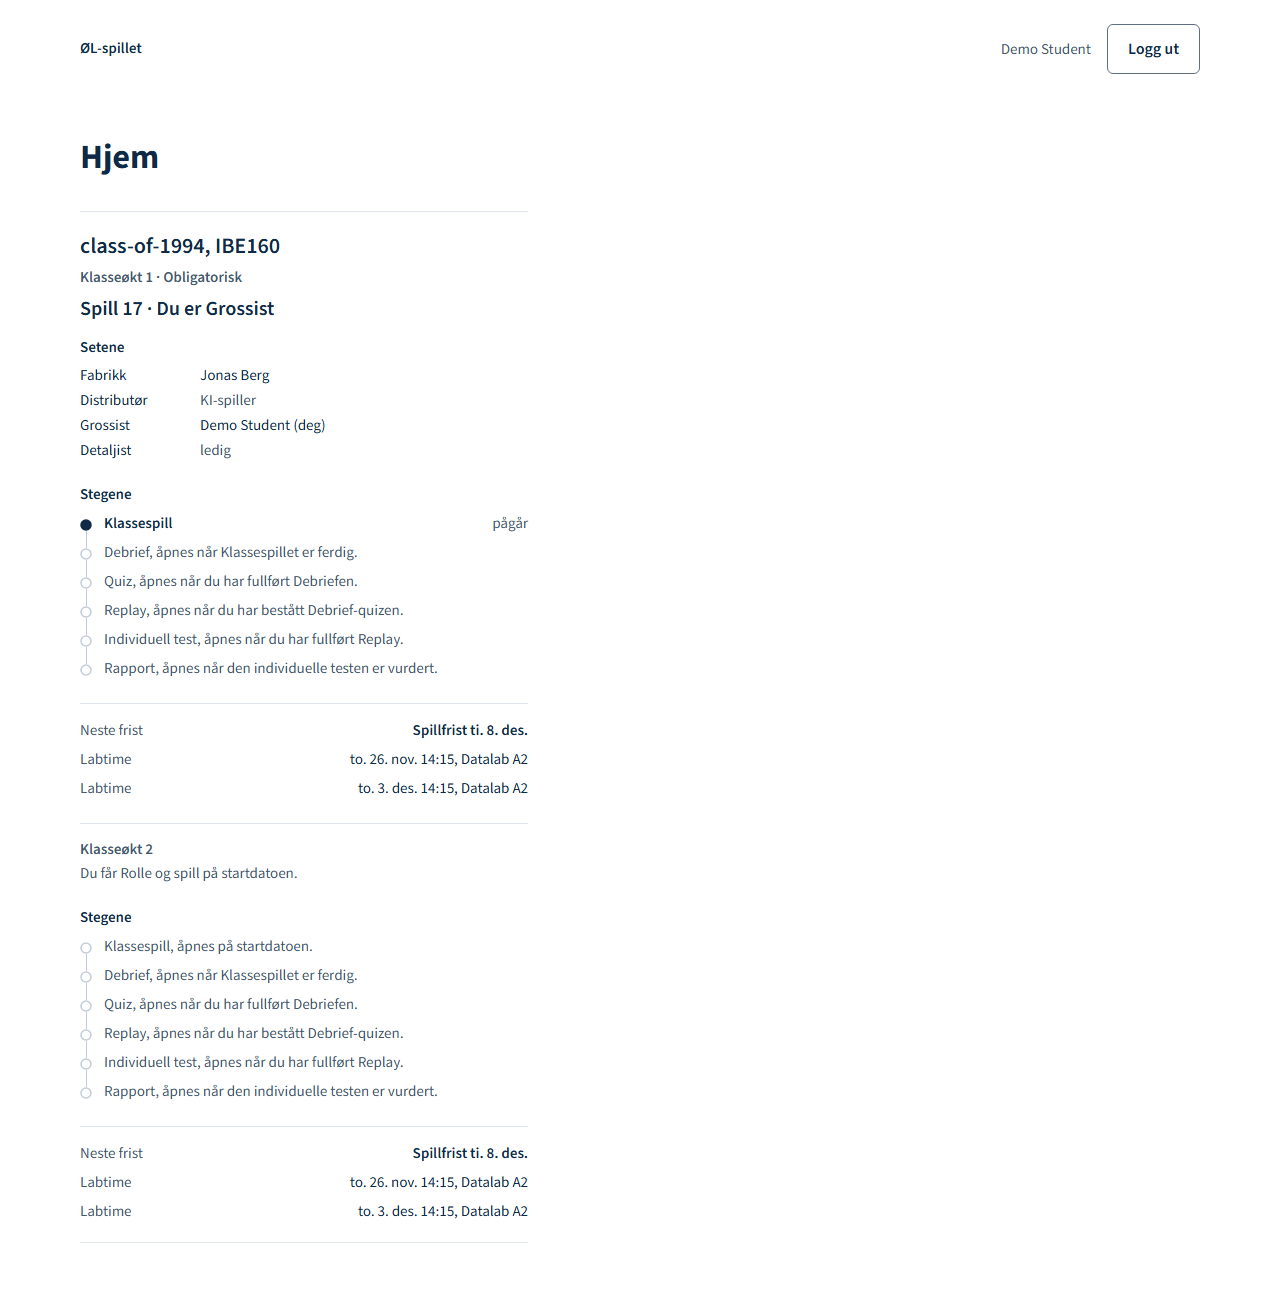 ØL-spillet
Demo Student
Logg ut
Hjem
class-of-1994, IBE160
Klasseøkt 1 · Obligatorisk
Spill 17 · Du er Grossist
Setene
Fabrikk Jonas Berg
Distributør KI-spiller
Grossist Demo Student (deg)
Detaljist ledig
Stegene
Klassespill pågår
Debrief, åpnes når Klassespillet er ferdig.
Quiz, åpnes når du har fullført Debriefen.
Replay, åpnes når du har bestått Debrief-quizen.
Individuell test, åpnes når du har fullført Replay.
Rapport, åpnes når den individuelle testen er vurdert.
Neste frist Spillfrist ti. 8. des.
Labtime to. 26. nov. 14:15, Datalab A2
Labtime to. 3. des. 14:15, Datalab A2
Klasseøkt 2
Du får Rolle og spill på startdatoen.
Stegene
Klassespill, åpnes på startdatoen.
Debrief, åpnes når Klassespillet er ferdig.
Quiz, åpnes når du har fullført Debriefen.
Replay, åpnes når du har bestått Debrief-quizen.
Individuell test, åpnes når du har fullført Replay.
Rapport, åpnes når den individuelle testen er vurdert.
Neste frist Spillfrist ti. 8. des.
Labtime to. 26. nov. 14:15, Datalab A2
Labtime to. 3. des. 14:15, Datalab A2